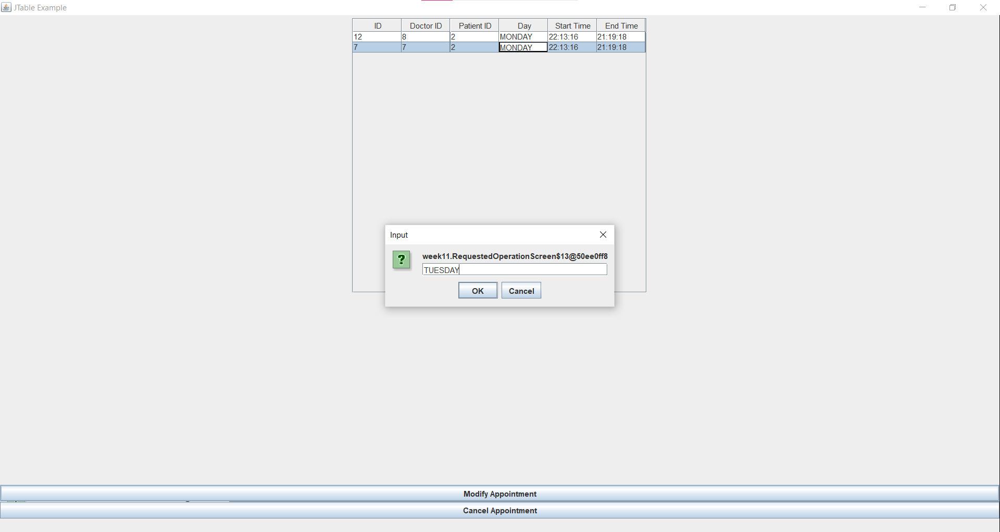 JTable Example
ID Doctor ID Patient ID Day Start Time End Time
12 8 2 MONDAY 22:13:16 21:19:18
7 7 2 MONDAY 22:13:16 21:19:18
Input
? week11.RequestedOperationScreen$13@50ee0ff8
TUESDAY
OK Cancel
Modify Appointment
Cancel Appointment